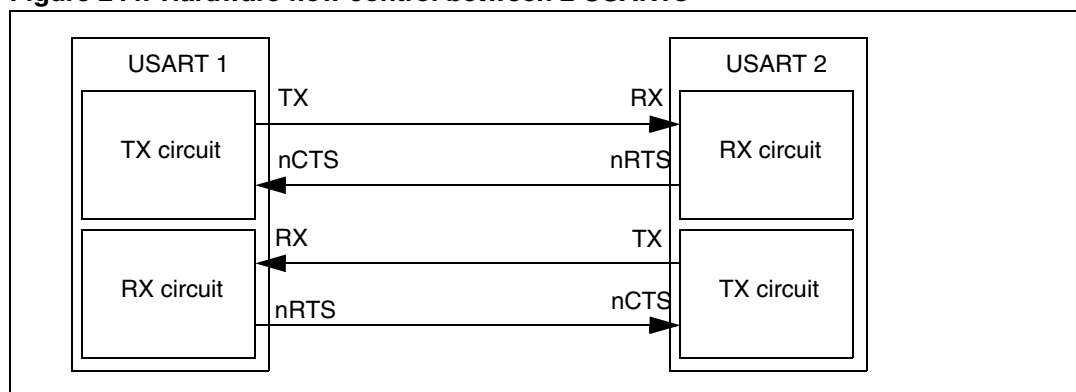 USART 1
USART 2
TX
RX
TX circuit
nCTS
nRTS
RX circuit
RX
TX
RX circuit
nRTS
nCTS
TX circuit